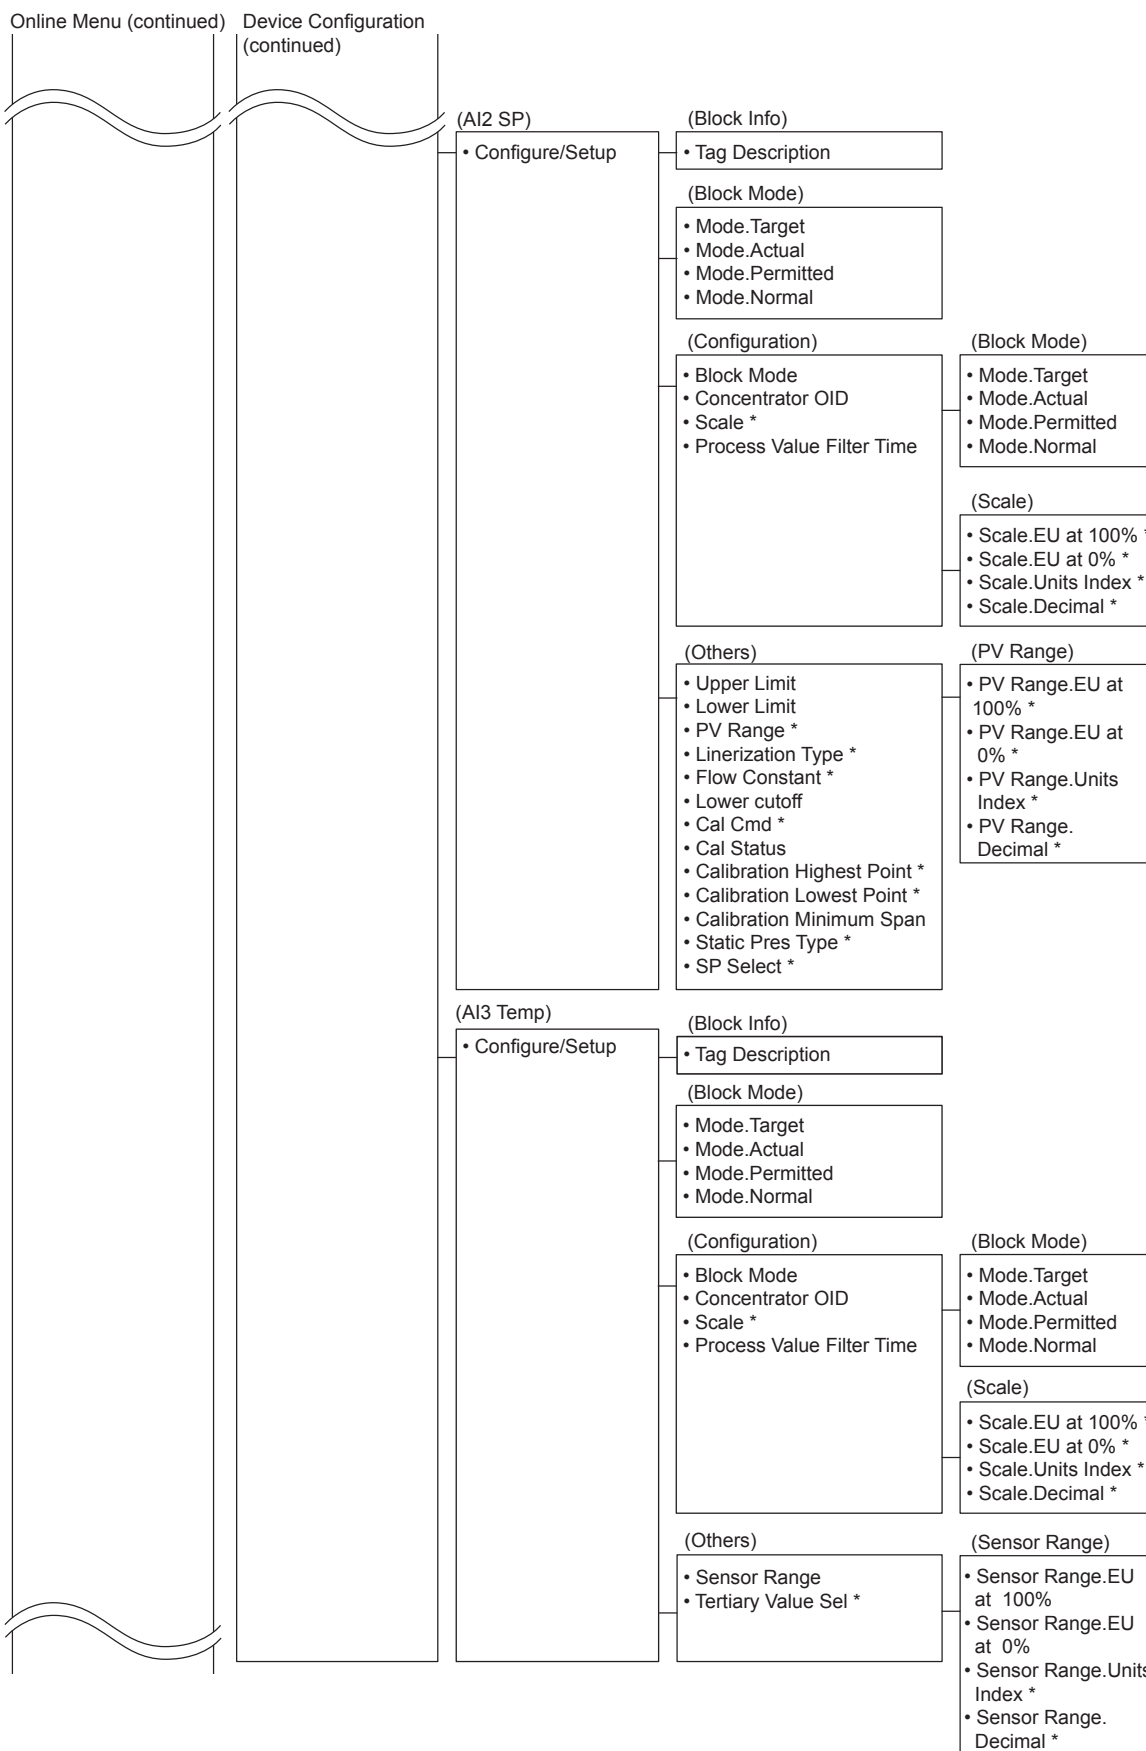 Online Menu (continued)
Device Configuration
(continued)
(AI2 SP)
• Configure/Setup
(Block Info)
• Tag Description
(Block Mode)
• Mode.Target
• Mode.Actual
• Mode.Permitted
• Mode.Normal
(Configuration)
• Block Mode
• Concentrator OID
• Scale *
• Process Value Filter Time
(Block Mode)
• Mode.Target
• Mode.Actual
• Mode.Permitted
• Mode.Normal
(Scale)
• Scale.EU at 100% *
• Scale.EU at 0% *
• Scale.Units Index *
• Scale.Decimal *
(Others)
• Upper Limit
• Lower Limit
• PV Range *
• Linerization Type *
• Flow Constant *
• Lower cutoff
• Cal Cmd *
• Cal Status
• Calibration Highest Point *
• Calibration Lowest Point *
• Calibration Minimum Span
• Static Pres Type *
• SP Select *
(PV Range)
• PV Range.EU at
100% *
• PV Range.EU at
0% *
• PV Range.Units
Index *
• PV Range.
Decimal *
(AI3 Temp)
• Configure/Setup
(Block Info)
• Tag Description
(Block Mode)
• Mode.Target
• Mode.Actual
• Mode.Permitted
• Mode.Normal
(Configuration)
• Block Mode
• Concentrator OID
• Scale *
• Process Value Filter Time
(Block Mode)
• Mode.Target
• Mode.Actual
• Mode.Permitted
• Mode.Normal
(Scale)
• Scale.EU at 100% *
• Scale.EU at 0% *
• Scale.Units Index *
• Scale.Decimal *
(Others)
• Sensor Range
• Tertiary Value Sel *
(Sensor Range)
• Sensor Range.EU
at 100%
• Sensor Range.EU
at 0%
• Sensor Range.Units
Index *
• Sensor Range.
Decimal *